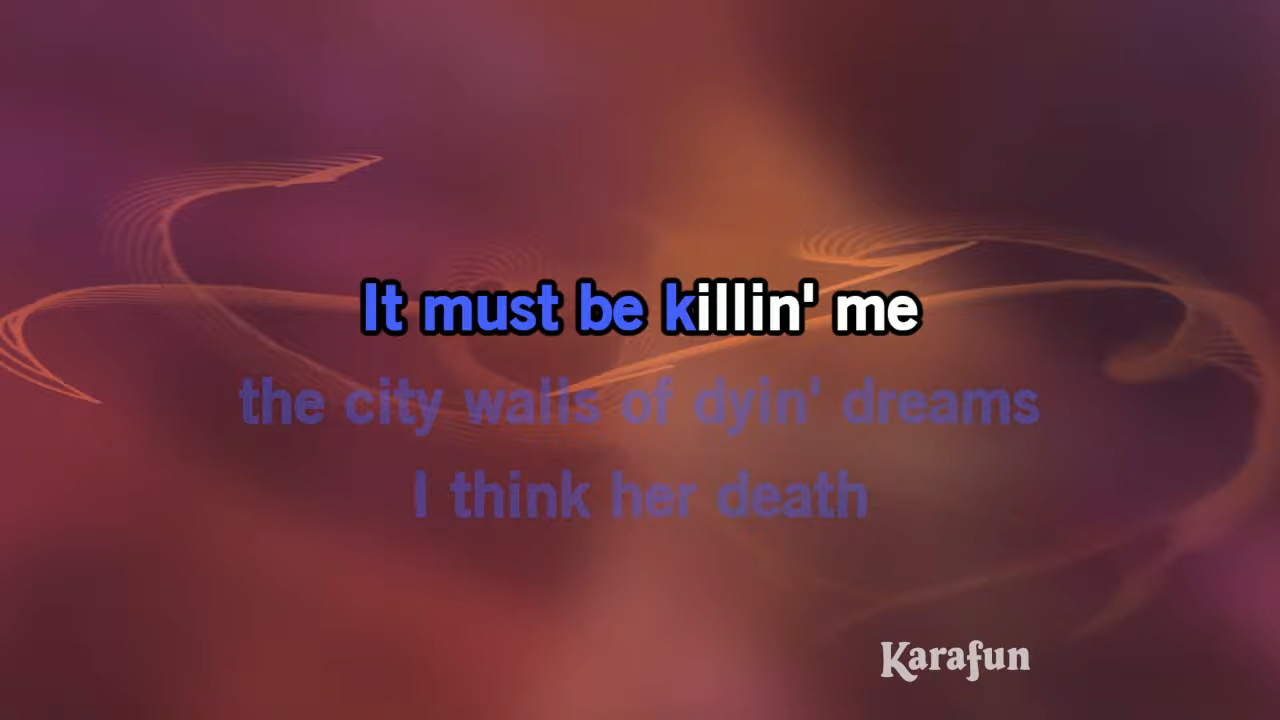 It must be killin' me
the city walls of dyin' dreams
I think her death
Karafun